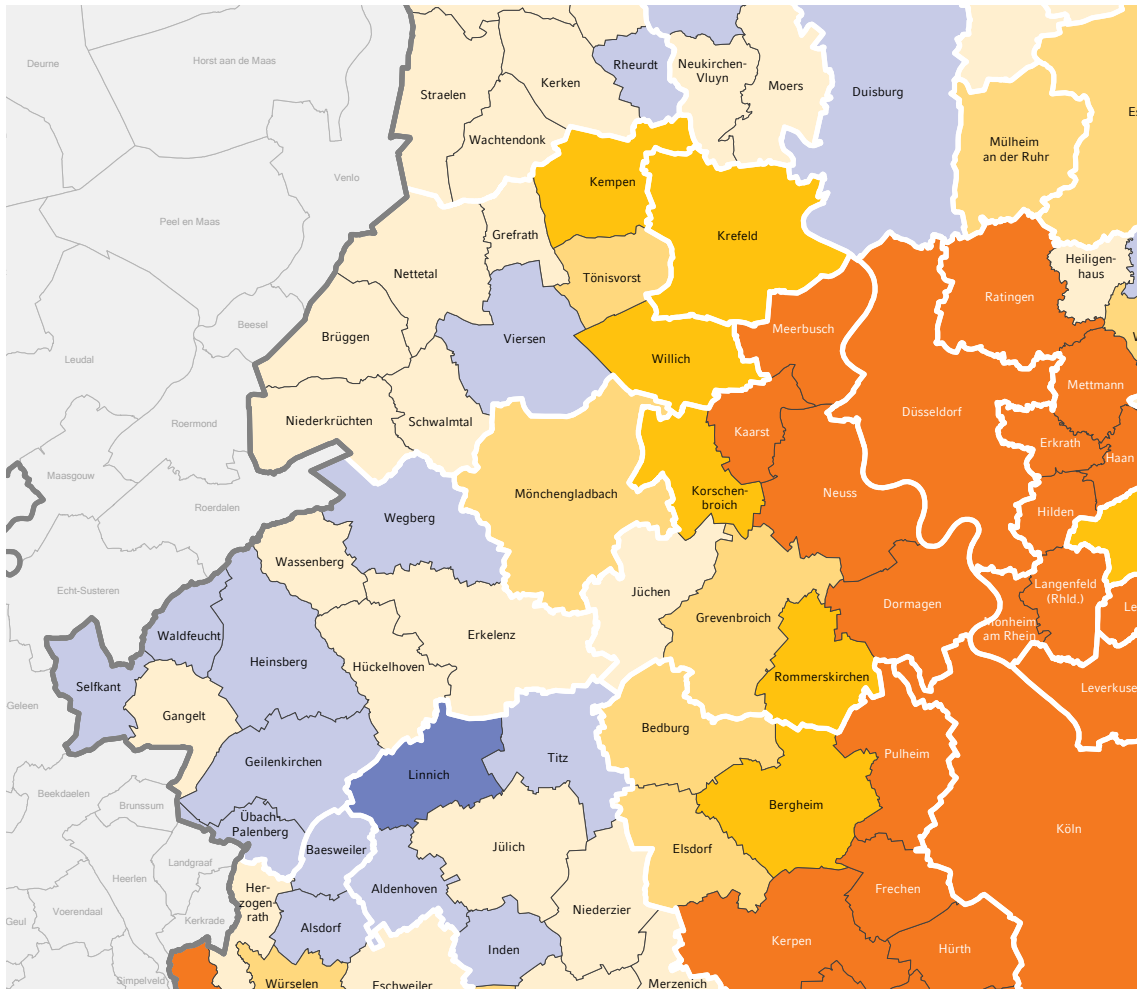 Deurne
Horst aan de Maas
Venlo
Peel en Maas
Beesel
Leudal
Roermond
Maasgouw
Roerdalen
Echt-Susteren
Geleen
Beekdaelen
Brunssum
Landgraaf
Heerlen
Voerendaal
Kerkrade
Geul
Simpelveld
Straelen
Kerken
Rheurdt
Neukirchen-
Vluyn
Moers
Duisburg
Wachtendonk
Mülheim
an der Ruhr
Kempen
Krefeld
Grefrath
Nettetal
Tönisvorst
Heiligen-
haus
Ratingen
Brüggen
Viersen
Meerbusch
Willich
Mettmann
Niederkrüchten
Schwalmtal
Düsseldorf
Kaarst
Erkrath
Haan
Mönchengladbach
Korschen-
broich
Neuss
Hilden
Wegberg
Wassenberg
Jüchen
Langenfeld
(Rhld.)
Dormagen
Grevenbroich
Monheim
am Rhein
Le
Waldfeucht
Erkelenz
Heinsberg
Hückelhoven
Rommerskirchen
Selfkant
Leverkuse
Gangelt
Bedburg
Pulheim
Geilenkirchen
Titz
Linnich
Bergheim
Übach-
Palenberg
Köln
Baesweiler
Jülich
Elsdorf
Aldenhoven
Frechen
Her-
zogen-
rath
Niederzier
Alsdorf
Inden
Kerpen
Hürth
Würselen
Eschweiler
Merzenich